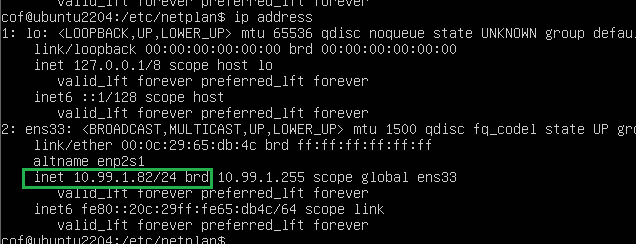 cof@ubuntu2204:/etc/netplan$ ip address
1: lo: <LOOPBACK,UP,LOWER_UP> mtu 65536 qdisc noqueue state UNKNOWN group defau
link/loopback 00:00:00:00:00:00 brd 00:00:00:00:00:00
inet 127.0.0.1/8 scope host lo
valid_lft forever preferred_lft forever
inet6 ::1/128 scope host
valid_lft forever preferred_lft forever
2: ens33: <BROADCAST,MULTICAST,UP,LOWER_UP> mtu 1500 qdisc fq_codel state UP gro
link/ether 00:0c:29:65:db:4c brd ff:ff:ff:ff:ff:ff
altname enp2s1
inet 10.99.1.82/24 brd 10.99.1.255 scope global ens33
valid_lft forever preferred_lft forever
inet6 fe80::20c:29ff:fe65:db4c/64 scope link
valid_lft forever preferred_lft forever
cof@ubuntu2204:/etc/netplan$